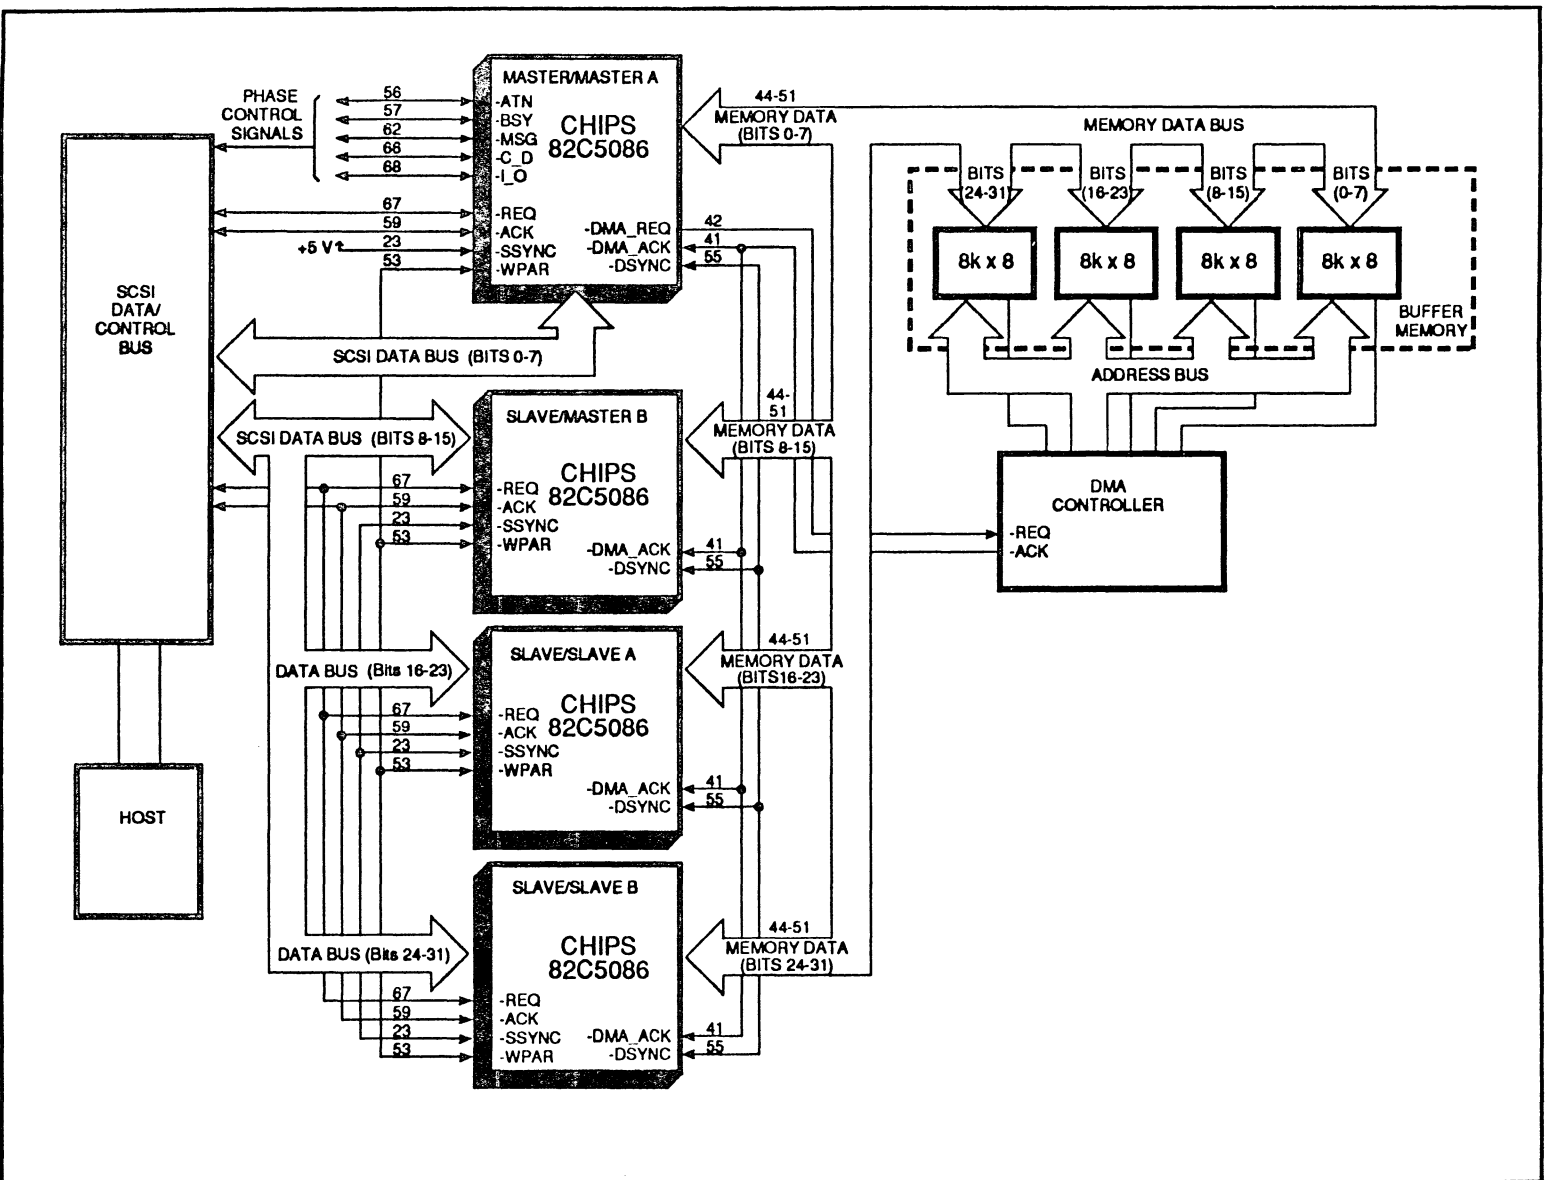 PHASE
CONTROL
SIGNALS
56
57
62
66
68
67
59
+5 V
23
53
MASTER/MASTER A
CHIPS
82C5086
-ATN
-BSY
-MSG
-C_D
-I_O
-REQ
-ACK
-SSYNC
-WPAR
-DMA_REQ
-DMA_ACK
-DSYNC
42
41
55
44-51
MEMORY DATA
(BITS 0-7)
MEMORY DATA BUS
BITS
(24-31)
BITS
(16-23)
BITS
(8-15)
BITS
(0-7)
8k x 8
8k x 8
8k x 8
8k x 8
BUFFER
MEMORY
ADDRESS BUS
SCSI
DATA/
CONTROL
BUS
SCSI DATA BUS (BITS 0-7)
SCSI DATA BUS (BITS 8-15)
SLAVE/MASTER B
CHIPS
82C5086
67
59
23
53
-REQ
-ACK
-SSYNC
-WPAR
-DMA_ACK
-DSYNC
41
55
44-
51
MEMORY DATA
(BITS 8-15)
DMA
CONTROLLER
-REQ
-ACK
DATA BUS (Bits 16-23)
SLAVE/SLAVE A
CHIPS
82C5086
67
59
23
53
-REQ
-ACK
-SSYNC
-WPAR
-DMA_ACK
-DSYNC
41
55
44-51
MEMORY DATA
(BITS16-23)
HOST
DATA BUS (Bits 24-31)
SLAVE/SLAVE B
CHIPS
82C5086
67
59
23
53
-REQ
-ACK
-SSYNC
-WPAR
-DMA_ACK
-DSYNC
41
55
44-51
MEMORY DATA
(BITS 24-31)